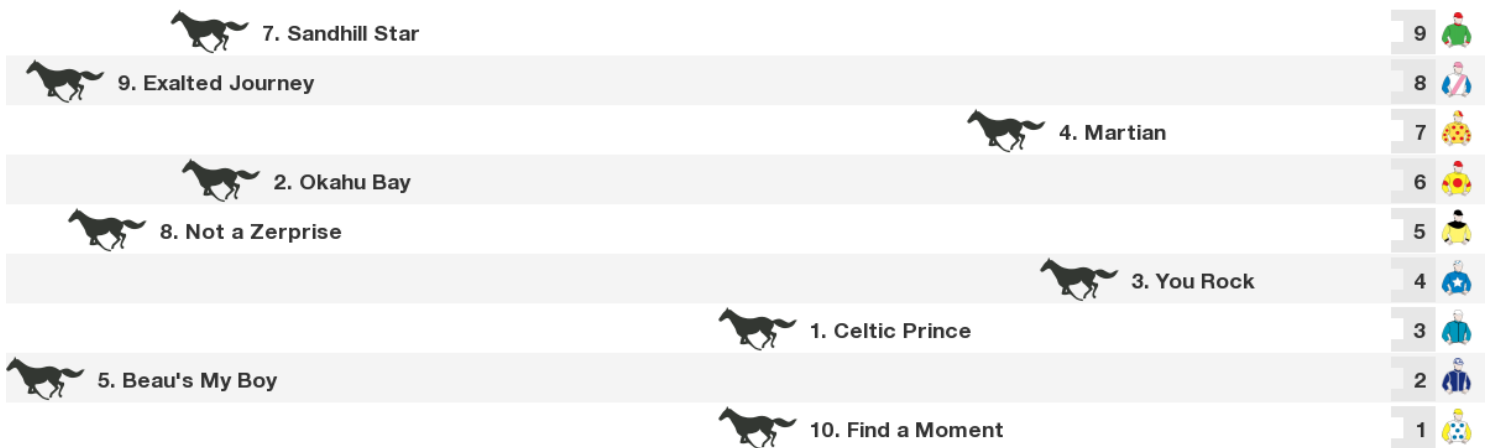 7. Sandhill Star 9
9. Exalted Journey 8
4. Martian 7
2. Okahu Bay 6
8. Not a Zerprise 5
3. You Rock 4
1. Celtic Prince 3
5. Beau's My Boy 2
10. Find a Moment 1